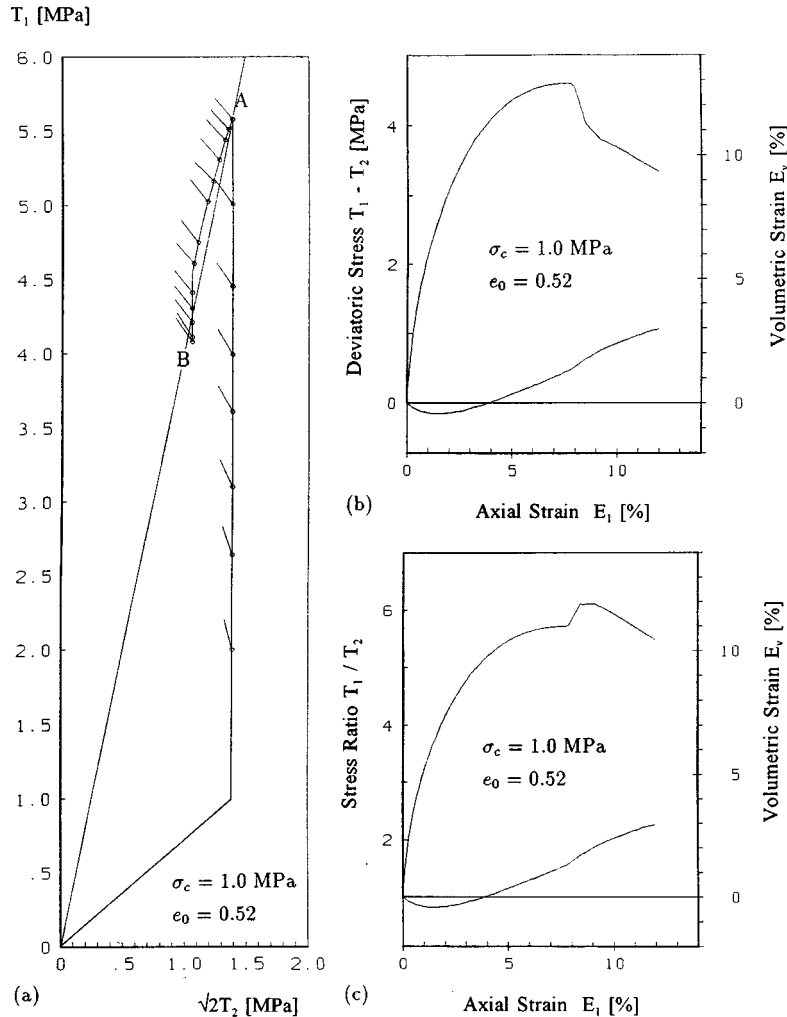 T₁ [MPa]
6.0
5.5
5.0
4.5
4.0
3.5
3.0
2.5
2.0
1.5
1.0
.5
0
A
B
σc = 1.0 MPa
e₀ = 0.52
0
.5
1.0
1.5
2.0
(a)
√2T₂ [MPa]
Deviatoric Stress T₁ - T₂ [MPa]
4
2
0
σc = 1.0 MPa
e₀ = 0.52
10
5
0
Volumetric Strain Eᵥ [%]
0
5
10
(b)
Axial Strain E₁ [%]
Stress Ratio T₁ / T₂
6
4
2
σc = 1.0 MPa
e₀ = 0.52
10
5
0
Volumetric Strain Eᵥ [%]
0
5
10
(c)
Axial Strain E₁ [%]